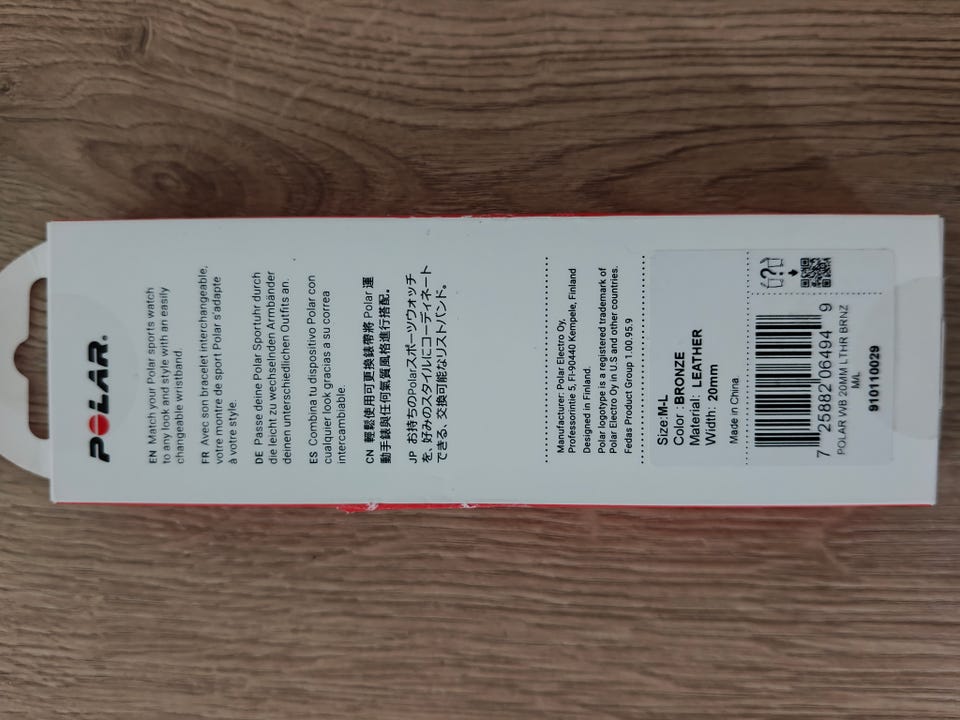 POLAR®
EN Match your Polar sports watch
to any look and style with an easily
changeable wristband.
FR Avec son bracelet interchangeable,
votre montre de sport Polar s'adapte
à votre style.
DE Passe deine Polar Sportuhr durch
die leicht zu wechselnden Armbänder
deinen unterschiedlichen Outfits an.
ES Combina tu dispositivo Polar con
cualquier look gracias a su correa
intercambiable.
CN 輕鬆使用可更換錶帶將 Polar 運
動手錶與任何氣質風格進行搭配。
JP お持ちのPolarスポーツウォッチ
を、好みのスタイルにコーディネート
できる、交換可能なリストバンド。
Manufacturer: Polar Electro Oy,
Professorintie 5, FI-90440 Kempele, Finland
Designed in Finland.
Polar logotype is a registered trademark of
Polar Electro Oy in U.S and other countries.
Fedas Product Group 1.00.95.9
Size:M-L
Color : BRONZE
Material: LEATHER
Width: 20mm
Made in China.
?
7 25882 06494 9
POLAR WB 20MM LTHR BRNZ
M/L
910110029